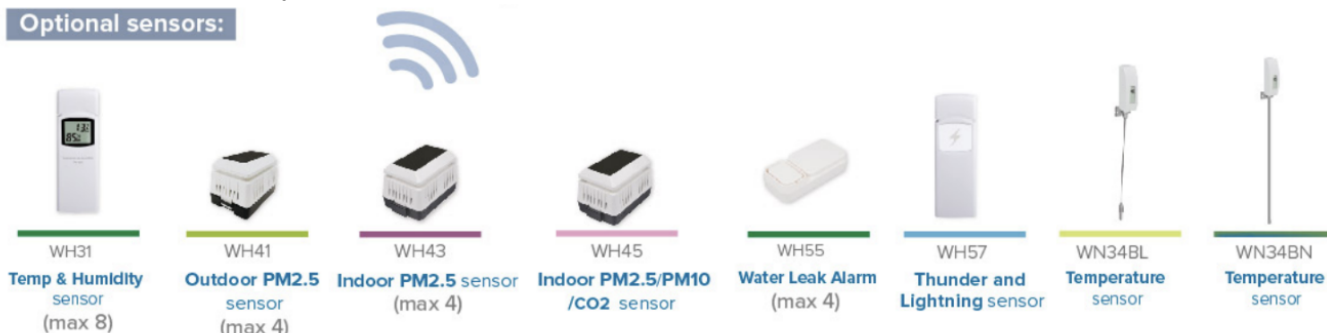 Optional sensors:
13.
85%
WH31
Temp & Humidity
sensor
(max 8)
WH41
Outdoor PM2.5
sensor
(max 4)
WH43
Indoor PM2.5 sensor
(max 4)
WH45
Indoor PM2.5/PM10
/CO2 sensor
WH55
Water Leak Alarm
(max 4)
WH57
Thunder and
Lightning sensor
WN34BL
Temperature
sensor
WN34BN
Temperature
sensor